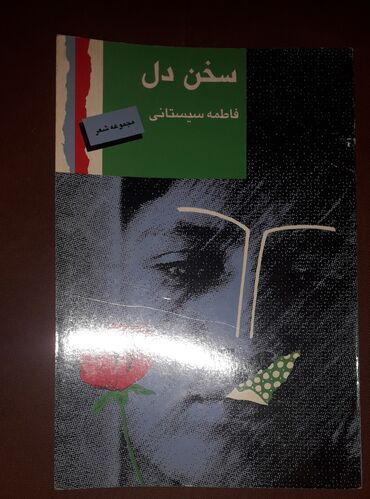 سخن دل
فاطمه سیستانی
مجموعه شعر